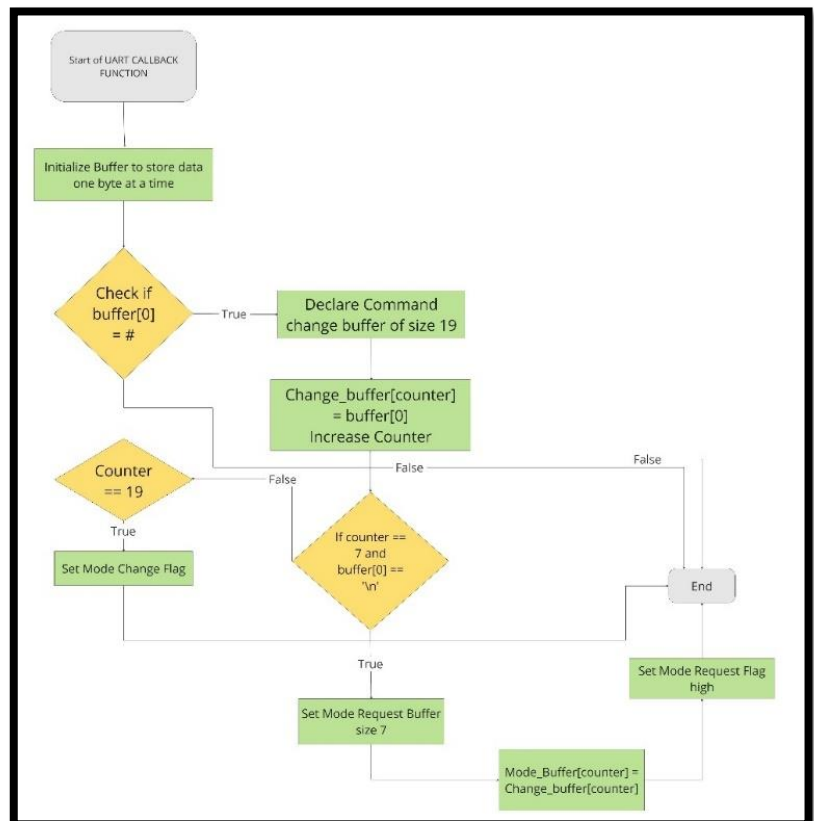 Start of UART CALLBACK
FUNCTION
Initialize Buffer to store data
one byte at a time
Check if
buffer[0]
= #
True
Declare Command
change buffer of size 19
Change_buffer[counter]
= buffer[0]
Increase Counter
False
False
False
Counter
== 19
True
If counter ==
7 and
buffer[0] ==
'\n'
Set Mode Change Flag
End
True
Set Mode Request Flag
high
Set Mode Request Buffer
size 7
Mode_Buffer[counter] =
Change_buffer[counter]